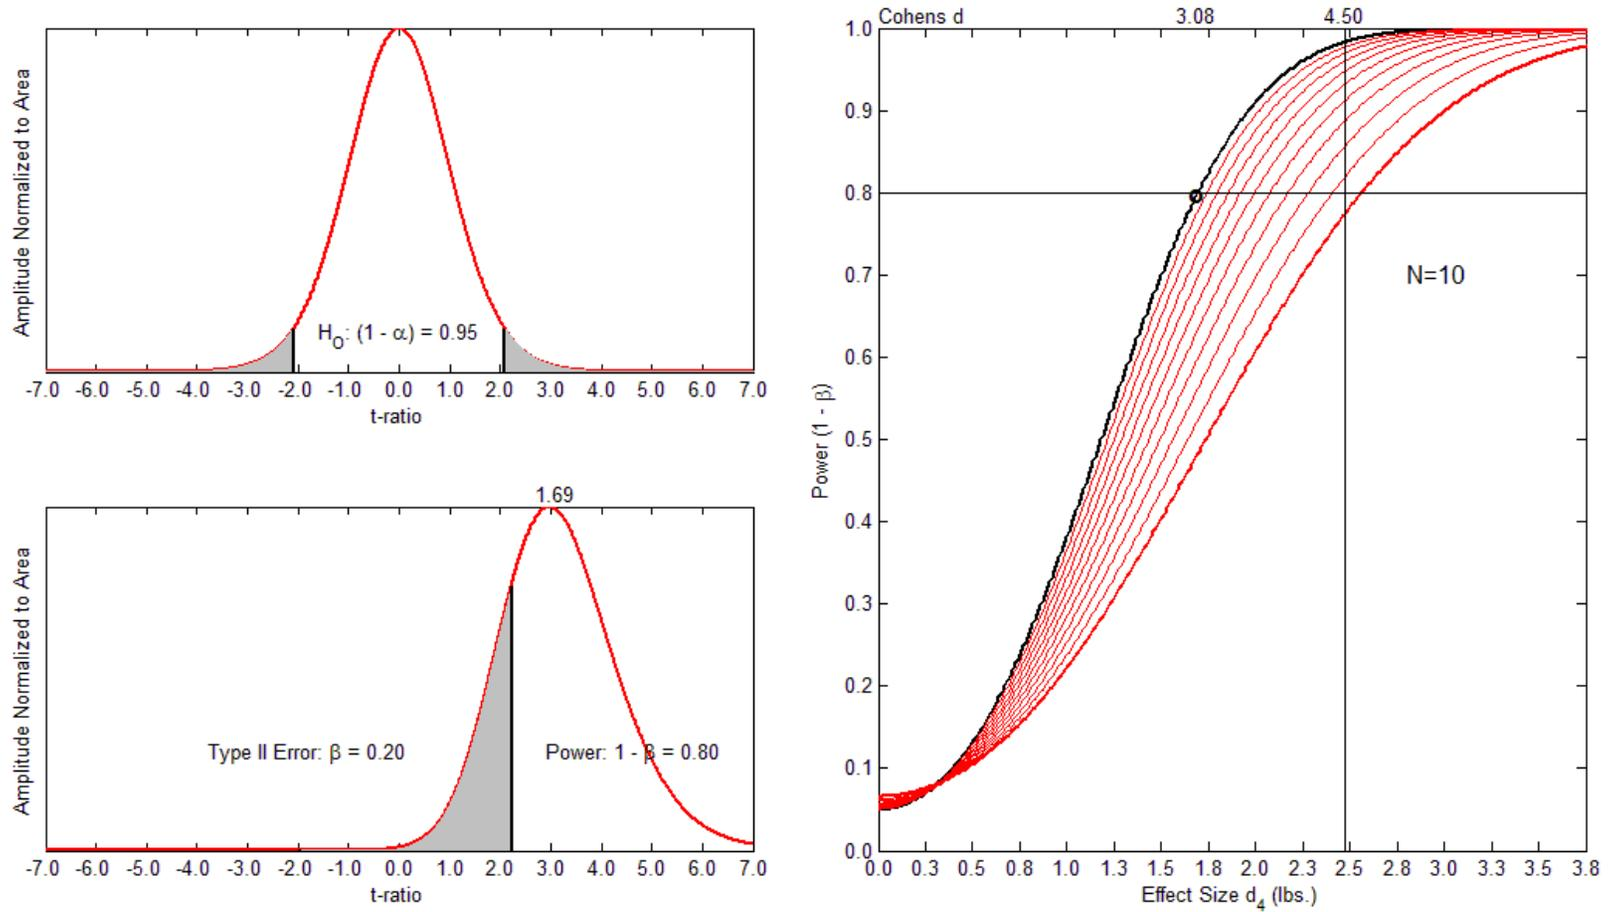 Amplitude Normalized to Area
H_O: (1 - α) = 0.95
-7.0 -6.0 -5.0 -4.0 -3.0 -2.0 -1.0 0.0 1.0 2.0 3.0 4.0 5.0 6.0 7.0
t-ratio
1.69
Amplitude Normalized to Area
Type II Error: β = 0.20
Power: 1 - β = 0.80
-7.0 -6.0 -5.0 -4.0 -3.0 -2.0 -1.0 0.0 1.0 2.0 3.0 4.0 5.0 6.0 7.0
t-ratio
Cohens d 3.08 4.50
1.0
0.9
0.8
0.7
0.6
0.5
0.4
0.3
0.2
0.1
0.0
Power (1 - β)
N=10
0.0 0.3 0.5 0.8 1.0 1.3 1.5 1.8 2.0 2.3 2.5 2.8 3.0 3.3 3.5 3.8
Effect Size d_4 (lbs.)